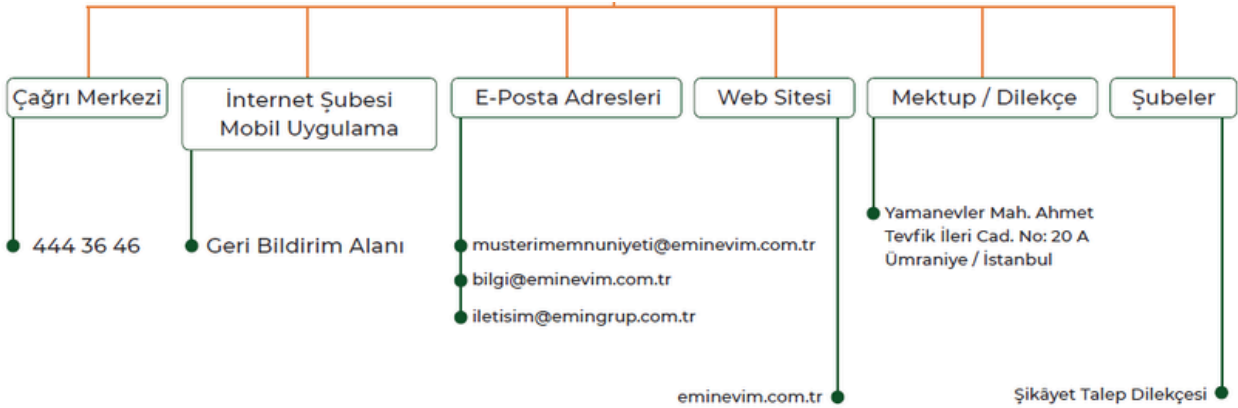 Çağrı Merkezi
İnternet Şubesi
Mobil Uygulama
E-Posta Adresleri
Web Sitesi
Mektup / Dilekçe
Şubeler
444 36 46
Geri Bildirim Alanı
musterimemnuniyeti@eminevim.com.tr
bilgi@eminevim.com.tr
iletisim@emingrup.com.tr
eminevim.com.tr
Yamanevler Mah. Ahmet
Tevfik İleri Cad. No: 20 A
Ümraniye / İstanbul
Şikâyet Talep Dilekçesi